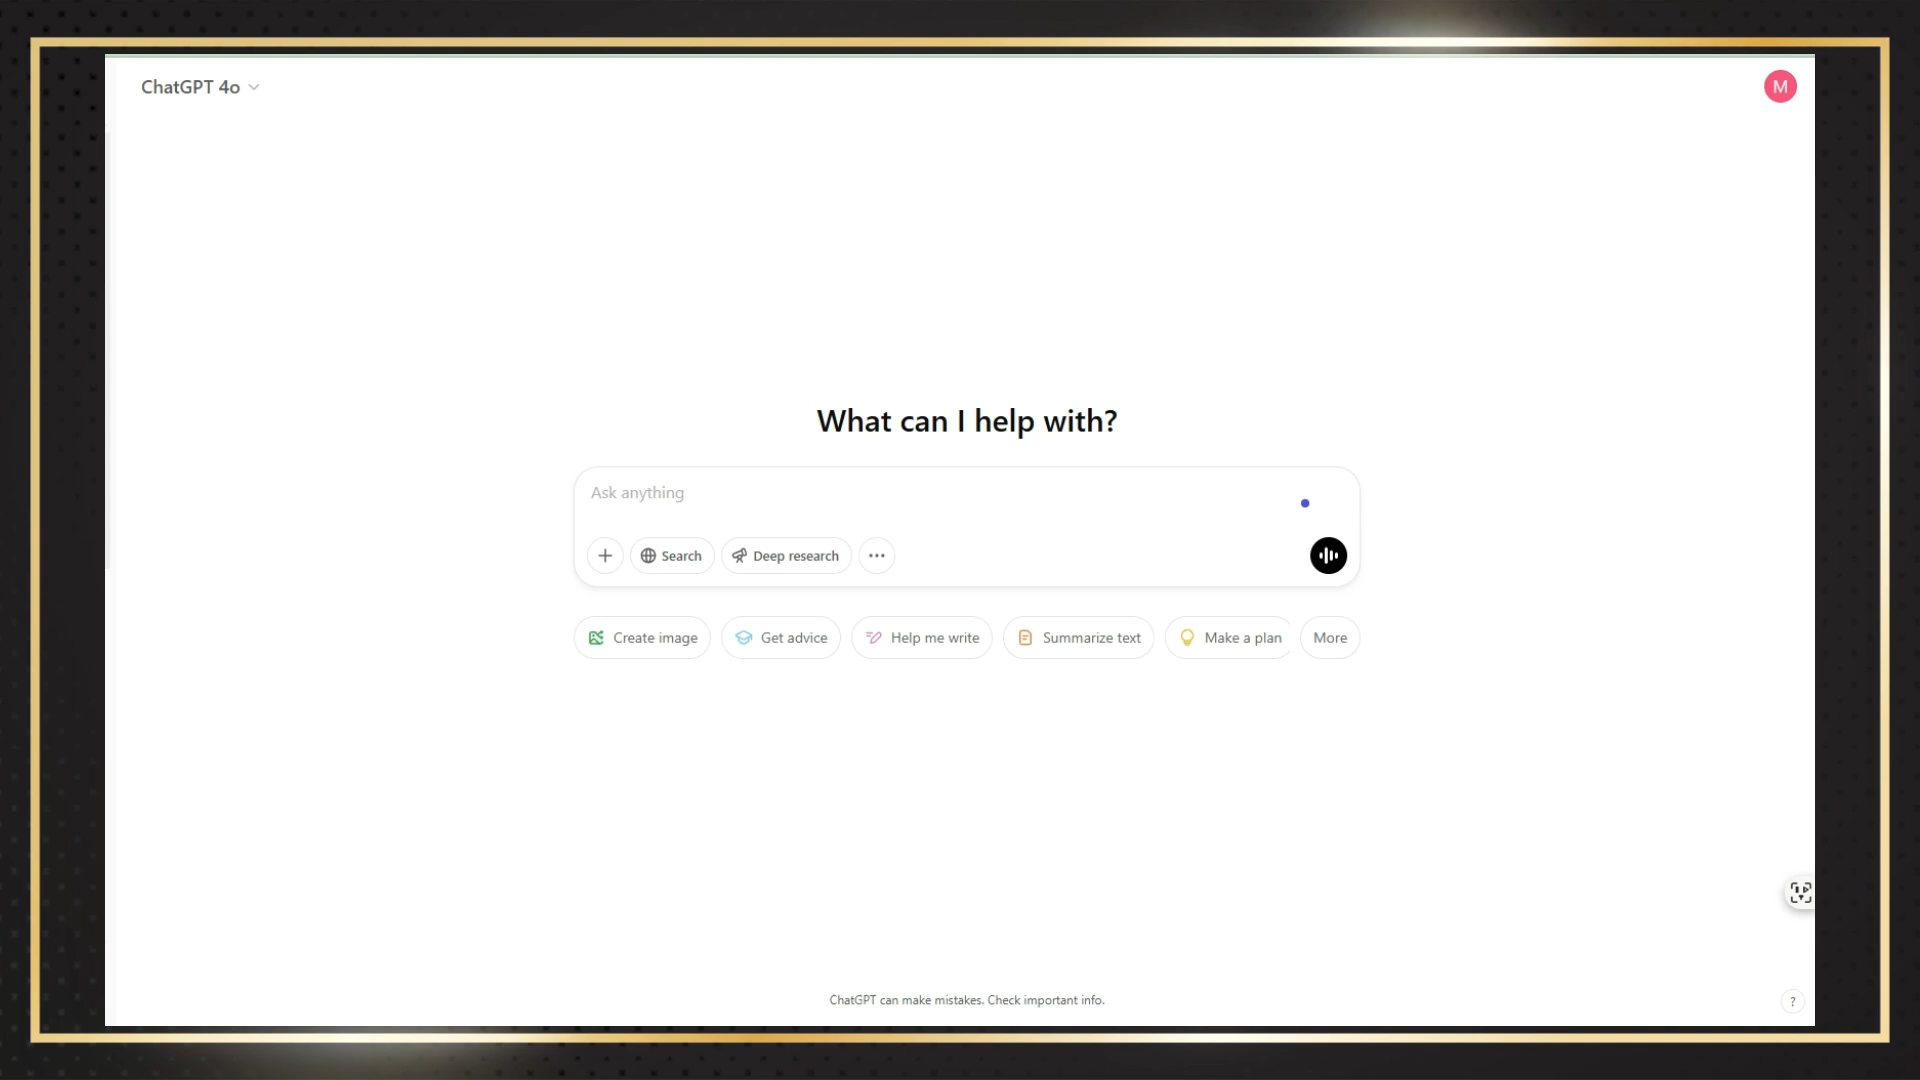 ChatGPT 4o
M
What can I help with?
Ask anything
Search
Deep research
Create image
Get advice
Help me write
Summarize text
Make a plan
More
ChatGPT can make mistakes. Check important info.
?